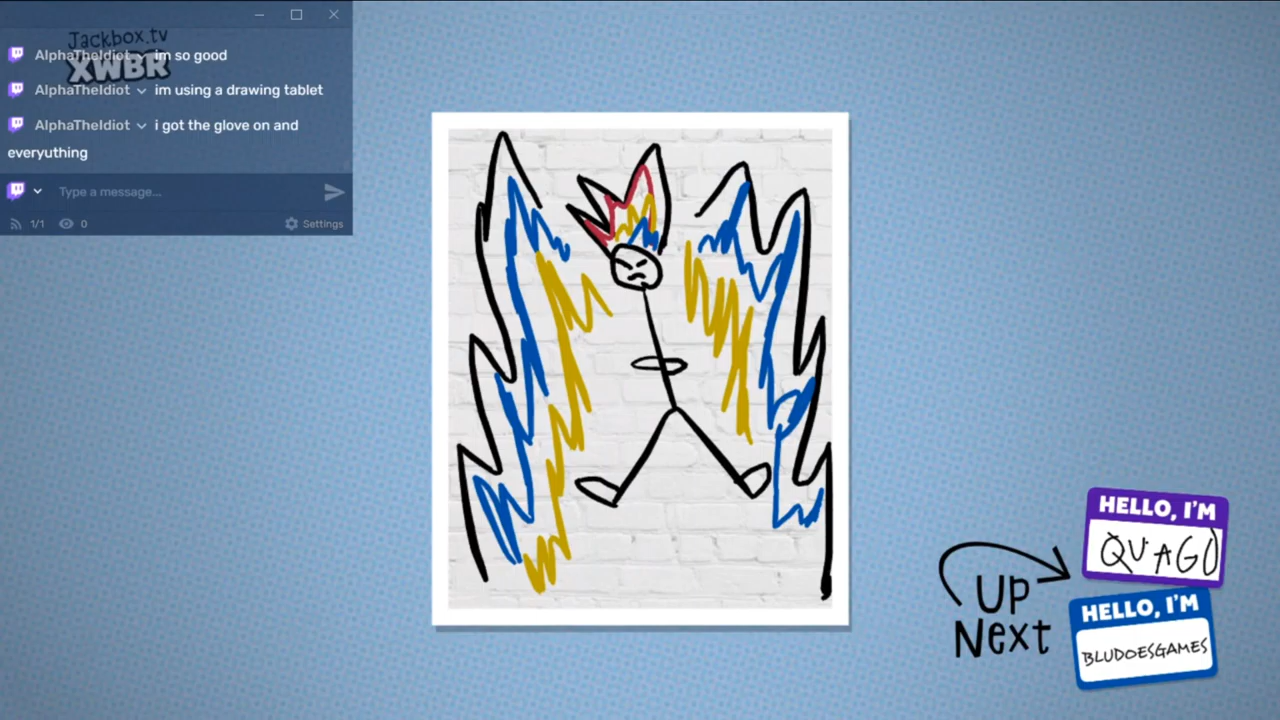 Jackbox.tv
XWBR
AlphaTheIdiot im so good
AlphaTheIdiot im using a drawing tablet
AlphaTheIdiot i got the glove on and
everyuthing
Type a message...
1/1 0 Settings
HELLO, I'M
QUAGO
UP
Next
HELLO, I'M
BLUDOESGAMES